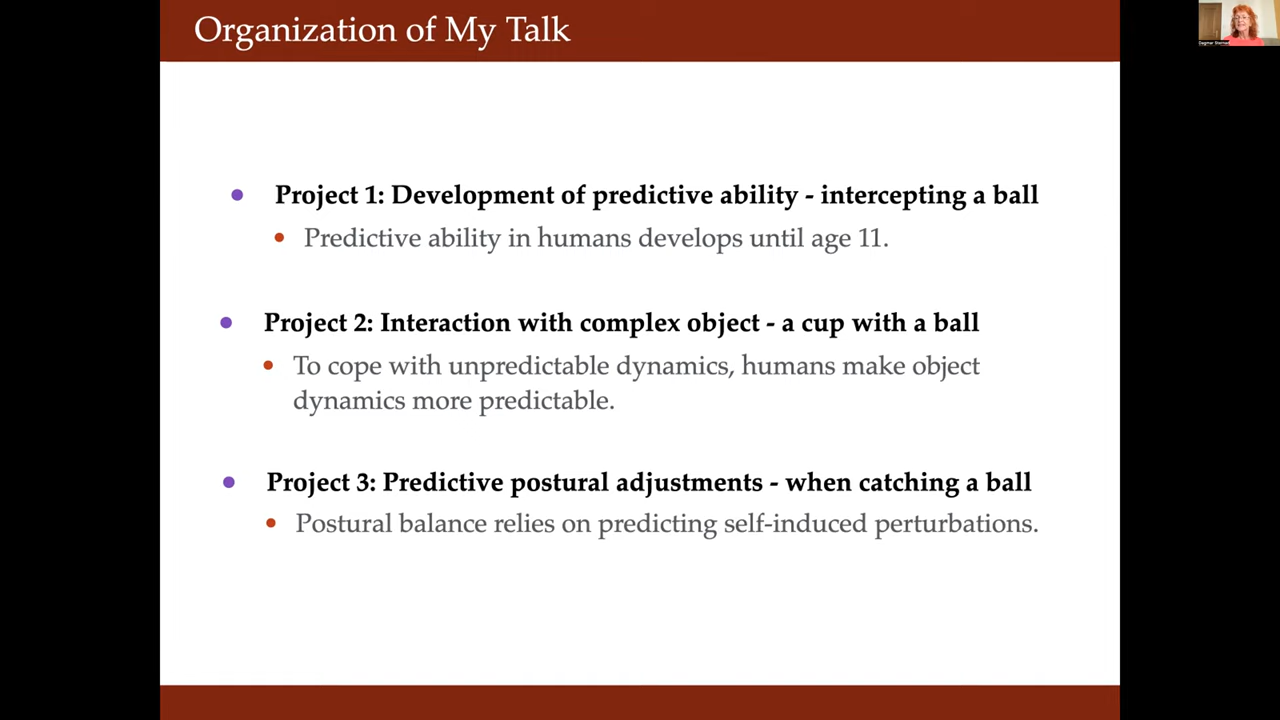 Organization of My Talk
Dagmar Sternad
• Project 1: Development of predictive ability - intercepting a ball
• Predictive ability in humans develops until age 11.
• Project 2: Interaction with complex object - a cup with a ball
• To cope with unpredictable dynamics, humans make object
dynamics more predictable.
• Project 3: Predictive postural adjustments - when catching a ball
• Postural balance relies on predicting self-induced perturbations.